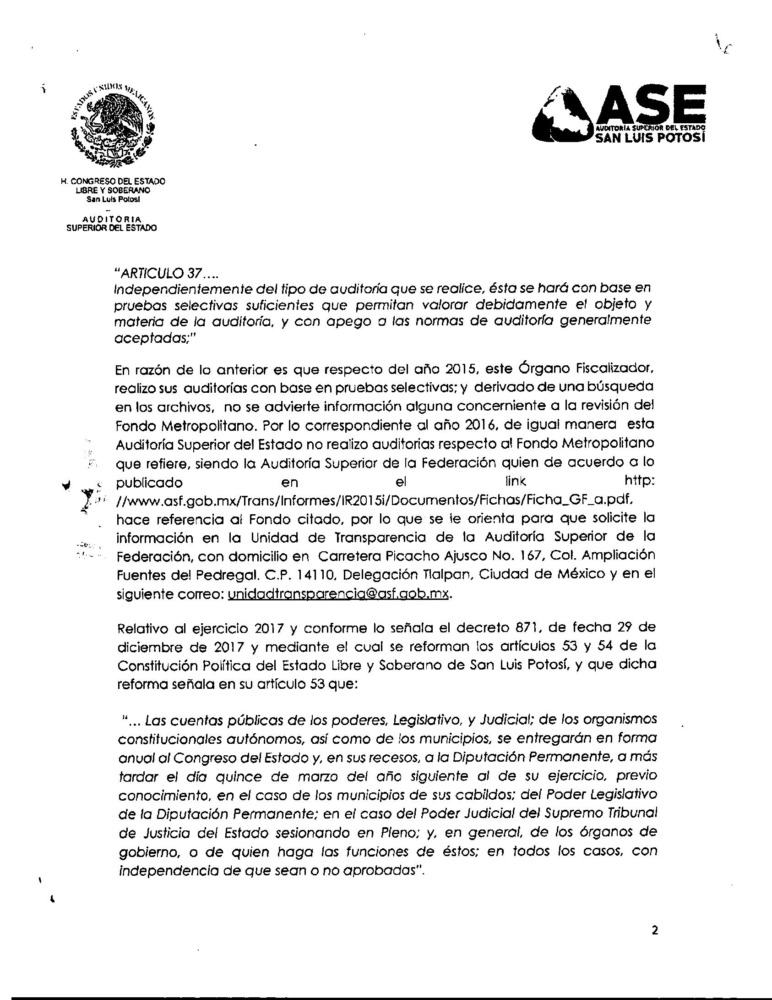 ESTADOS UNIDOS MEXICANOS
ASE
AUDITORÍA SUPERIOR DEL ESTADO
SAN LUIS POTOSÍ
H. CONGRESO DEL ESTADO
LIBRE Y SOBERANO
San Luis Potosí
AUDITORIA
SUPERIOR DEL ESTADO
"ARTICULO 37....
Independientemente del tipo de auditoría que se realice, ésta se hará con base en
pruebas selectivas suficientes que permitan valorar debidamente el objeto y
materia de la auditoría, y con apego a las normas de auditoría generalmente
aceptadas;"
En razón de lo anterior es que respecto del año 2015, este Órgano Fiscalizador,
realizo sus auditorías con base en pruebas selectivas; y derivado de una búsqueda
en los archivos, no se advierte información alguna concerniente a la revisión del
Fondo Metropolitano. Por lo correspondiente al año 2016, de igual manera esta
Auditoría Superior del Estado no realizo auditorias respecto al Fondo Metropolitano
que refiere, siendo la Auditoría Superior de la Federación quien de acuerdo a lo
publicado en el link http:
//www.asf.gob.mx/Trans/Informes/IR2015i/Documentos/Fichas/Ficha_GF_a.pdf,
hace referencia al Fondo citado, por lo que se le orienta para que solicite la
información en la Unidad de Transparencia de la Auditoría Superior de la
Federación, con domicilio en Carretera Picacho Ajusco No. 167, Col. Ampliación
Fuentes del Pedregal. C.P. 14110, Delegación Tlalpan, Ciudad de México y en el
siguiente correo: unidadtransparencia@asf.gob.mx.
Relativo al ejercicio 2017 y conforme lo señala el decreto 871, de fecha 29 de
diciembre de 2017 y mediante el cual se reforman los artículos 53 y 54 de la
Constitución Política del Estado Libre y Soberano de San Luis Potosí, y que dicha
reforma señala en su artículo 53 que:
"... Las cuentas públicas de los poderes, Legislativo, y Judicial; de los organismos
constitucionales autónomos, así como de los municipios, se entregarán en forma
anual al Congreso del Estado y, en sus recesos, a la Diputación Permanente, a más
tardar el día quince de marzo del año siguiente al de su ejercicio, previo
conocimiento, en el caso de los municipios de sus cabildos; del Poder Legislativo
de la Diputación Permanente; en el caso del Poder Judicial del Supremo Tribunal
de Justicia del Estado sesionando en Pleno; y, en general, de los órganos de
gobierno, o de quien haga las funciones de éstos; en todos los casos, con
independencia de que sean o no aprobadas".
2